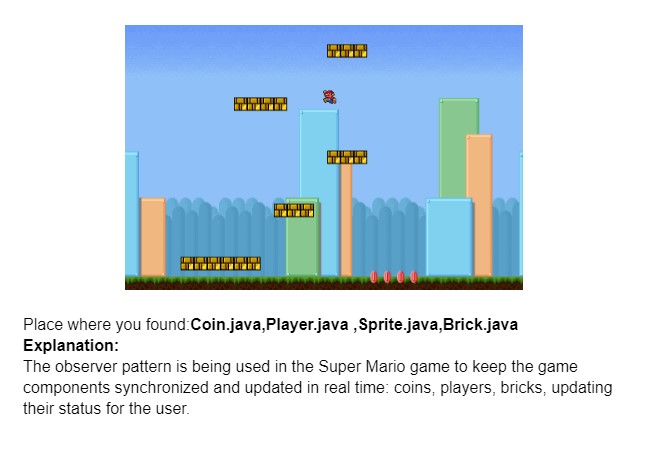 Place where you found:Coin.java,Player.java ,Sprite.java,Brick.java
Explanation:
The observer pattern is being used in the Super Mario game to keep the game
components synchronized and updated in real time: coins, players, bricks, updating
their status for the user.